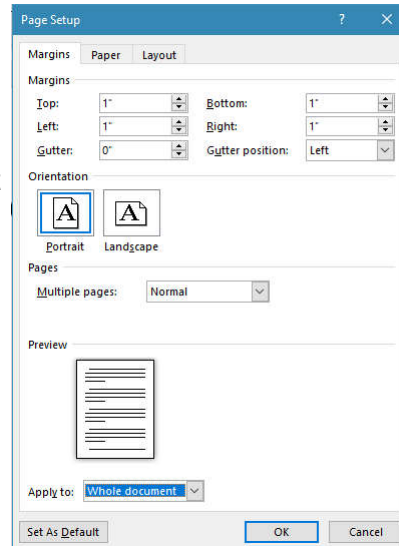 Page Setup ? ×
Margins Paper Layout
Margins
Top: 1" Bottom: 1"
Left: 1" Right: 1"
Gutter: 0" Gutter position: Left
Orientation
A A
Portrait Landscape
Pages
Multiple pages: Normal
Preview
Apply to: Whole document
Set As Default OK Cancel